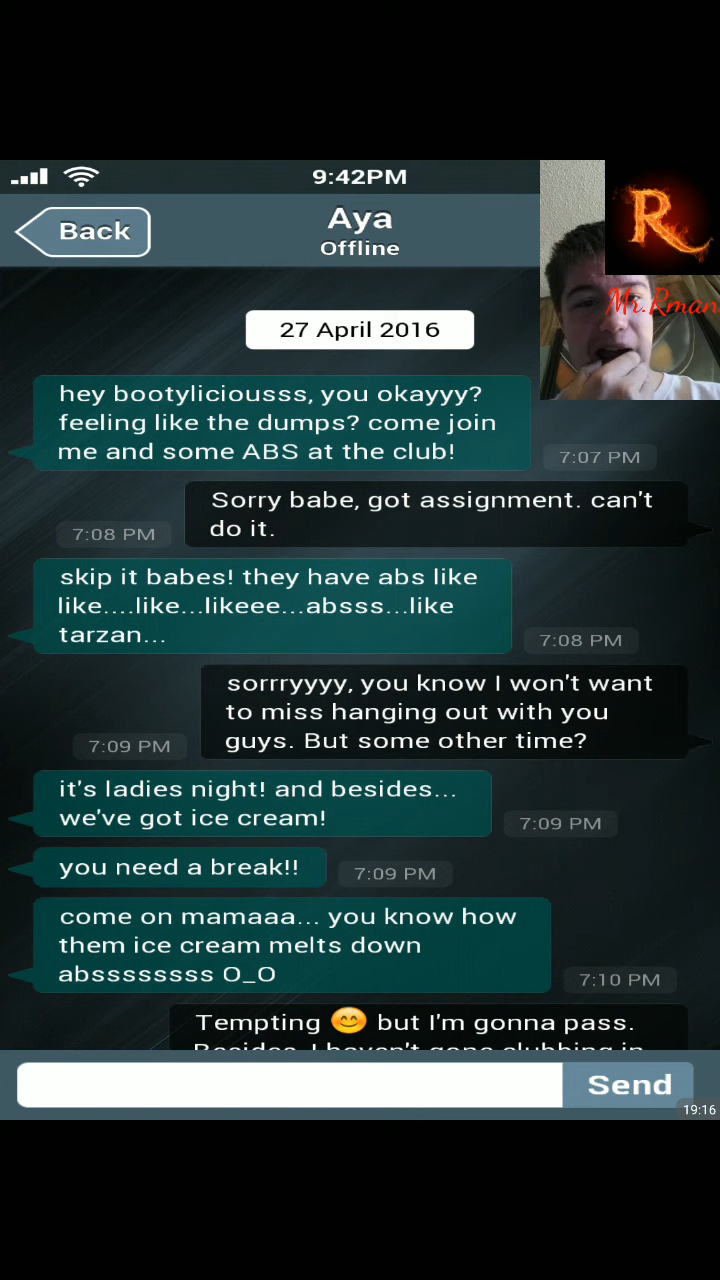 9:42PM
Back
Aya
Offline
R
Mr.Rman
27 April 2016
hey bootyliciousss, you okayyy?
feeling like the dumps? come join
me and some ABS at the club!
7:07 PM
Sorry babe, got assignment. can't
do it.
7:08 PM
skip it babes! they have abs like
like....like...likeee...absss...like
tarzan...
7:08 PM
sorrryyyy, you know I won't want
to miss hanging out with you
guys. But some other time?
7:09 PM
it's ladies night! and besides...
we've got ice cream!
7:09 PM
you need a break!!
7:09 PM
come on mamaaa... you know how
them ice cream melts down
abssssssss O_O
7:10 PM
Tempting 😊 but I'm gonna pass.
Besides, I haven't gone clubbing in
Send
19:16